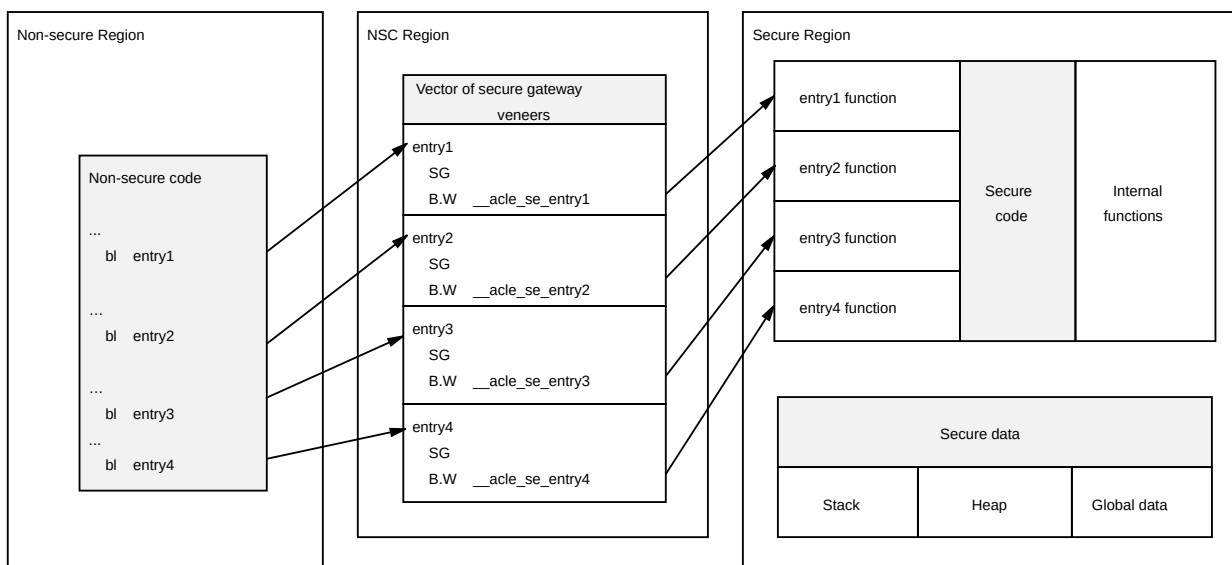 Non-secure Region
Non-secure code
...
bl entry1
...
bl entry2
...
bl entry3
...
bl entry4
NSC Region
Vector of secure gateway
veneers
entry1
SG
B.W __acle_se_entry1
entry2
SG
B.W __acle_se_entry2
entry3
SG
B.W __acle_se_entry3
entry4
SG
B.W __acle_se_entry4
Secure Region
entry1 function
entry2 function
entry3 function
entry4 function
Secure
code
Internal
functions
Secure data
Stack
Heap
Global data